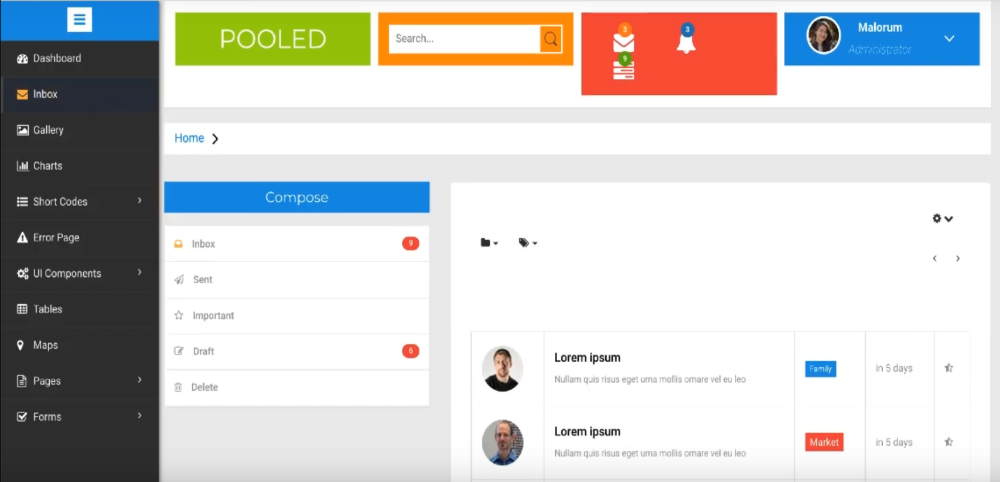 POOLED
Search...
3
3
9
Malorum
Administrator
Dashboard
Inbox
Gallery
Charts
Short Codes
Error Page
UI Components
Tables
Maps
Pages
Forms
Home
Compose
Inbox 9
Sent
Important
Draft 6
Delete
Lorem ipsum
Nullam quis risus eget urna mollis ornare vel eu leo
Family
in 5 days
Lorem ipsum
Nullam quis risus eget urna mollis ornare vel eu leo
Market
in 5 days